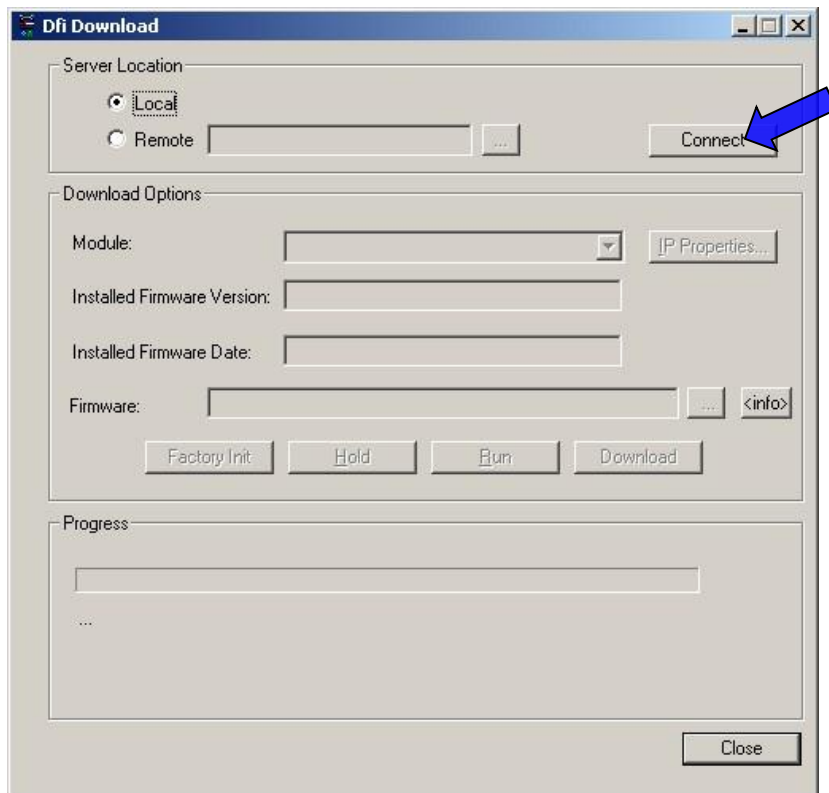 Dfi Download
Server Location
Local
Remote ... Connect
Download Options
Module: IP Properties...
Installed Firmware Version:
Installed Firmware Date:
Firmware: ... <info>
Factory Init Hold Run Download
Progress
...
Close